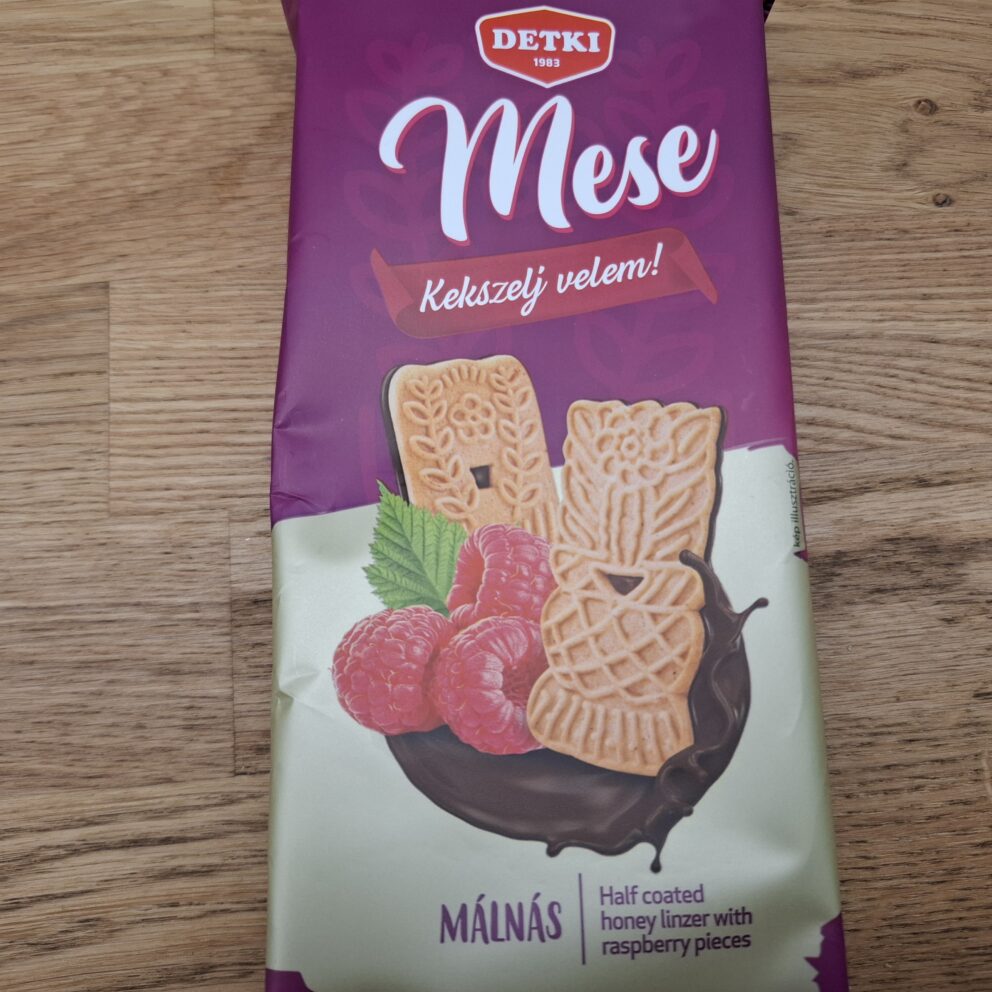 DETKI
1983
Mese
Kekszelj velem!
kép illusztráció.
MÁLNÁS
Half coated
honey linzer with
raspberry pieces